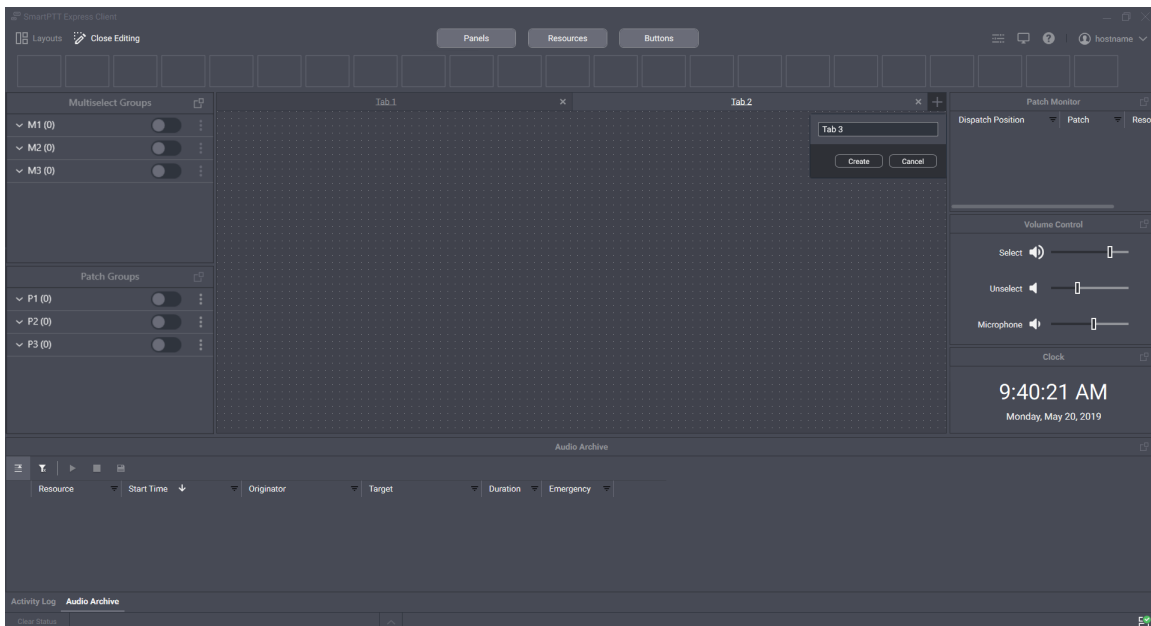 SmartPTT Express Client
Layouts Close Editing Panels Resources Buttons hostname
Multiselect Groups
M1 (0)
M2 (0)
M3 (0)
Patch Groups
P1 (0)
P2 (0)
P3 (0)
Tab 1 Tab 2
Tab 3
Create Cancel
Patch Monitor
Dispatch Position Patch Reso
Volume Control
Select
Unselect
Microphone
Clock
9:40:21 AM
Monday, May 20, 2019
Audio Archive
Resource Start Time Originator Target Duration Emergency
Activity Log Audio Archive
Clear Status